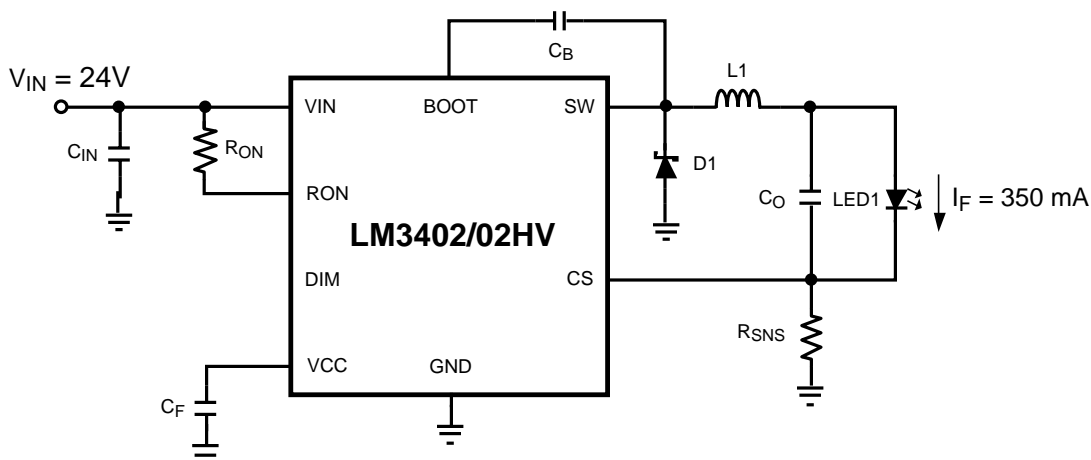 C_B
L1
V_IN = 24V
VIN
BOOT
SW
C_IN
R_ON
D1
RON
C_O
LED1
I_F = 350 mA
LM3402/02HV
DIM
CS
R_SNS
VCC
GND
C_F